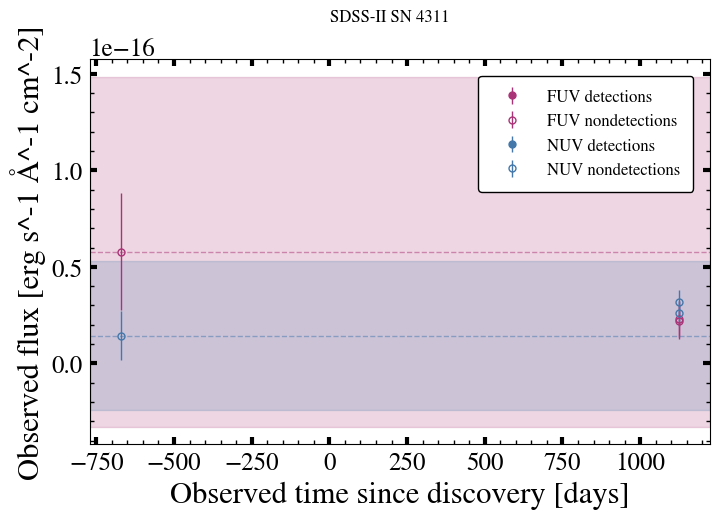 SDSS-II SN 4311
1e−16
1.5
1.0
0.5
0.0
Observed flux [erg s^-1 Å^-1 cm^-2]
FUV detections
FUV nondetections
NUV detections
NUV nondetections
−750 −500 −250 0 250 500 750 1000
Observed time since discovery [days]